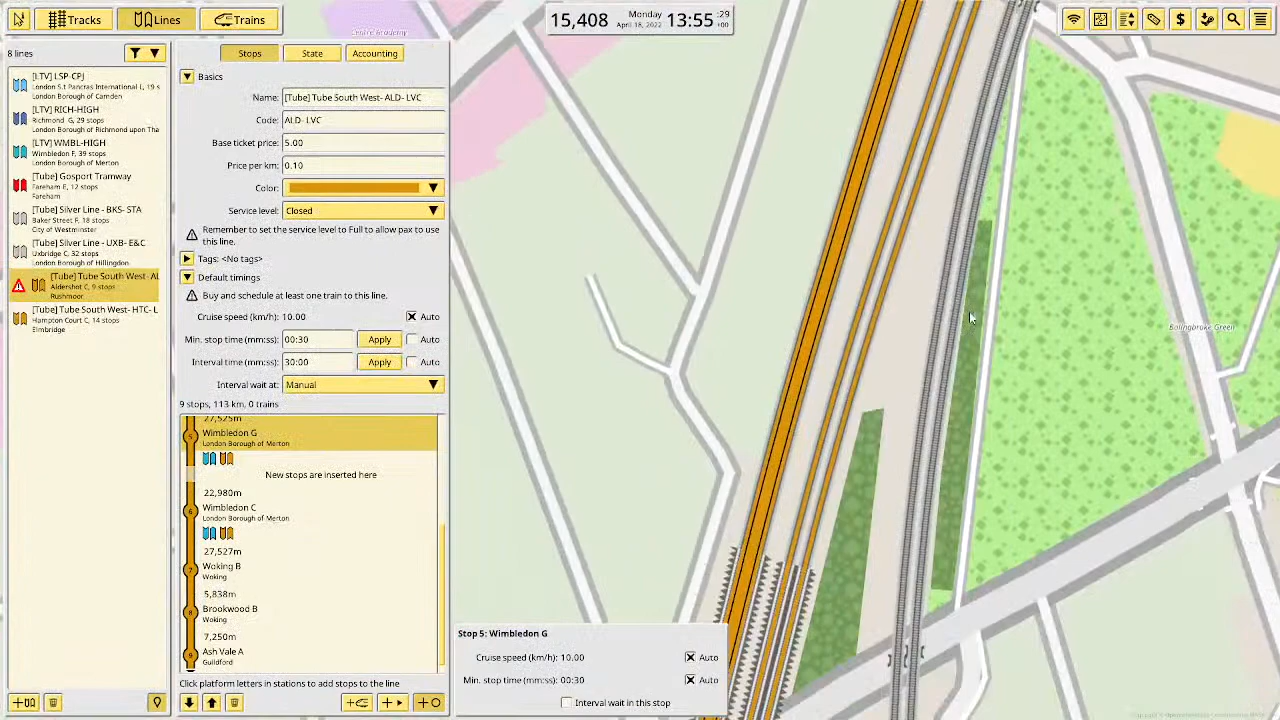 Tracks
Lines
Trains
15,408
Monday
April 18, 2022
13:55
:29
+00
Centre Academy
8 lines
[LTV] LSP-CPJ
London S.t Pancras International L, 19 s
London Borough of Camden
[LTV] RICH-HIGH
Richmond G, 29 stops
London Borough of Richmond upon Tha
[LTV] WMBL-HIGH
Wimbledon F, 39 stops
London Borough of Merton
[Tube] Gosport Tramway
Fareham E, 12 stops
Fareham
[Tube] Silver Line - BKS- STA
Baker Street F, 18 stops
City of Westminster
[Tube] Silver Line - UXB- E&C
Uxbridge C, 32 stops
London Borough of Hillingdon
[Tube] Tube South West- AL
Aldershot C, 9 stops
Rushmoor
[Tube] Tube South West- HTC- L
Hampton Court C, 14 stops
Elmbridge
Stops
State
Accounting
Basics
Name: [Tube] Tube South West- ALD- LVC
Code: ALD- LVC
Base ticket price: 5.00
Price per km: 0.10
Color:
Service level: Closed
Remember to set the service level to Full to allow pax to use
this line.
Tags: <No tags>
Default timings
Buy and schedule at least one train to this line.
Cruise speed (km/h): 10.00 Auto
Min. stop time (mm:ss): 00:30 Apply Auto
Interval time (mm:ss): 30:00 Apply Auto
Interval wait at: Manual
9 stops, 113 km, 0 trains
27,525m
5
Wimbledon G
London Borough of Merton
New stops are inserted here
22,980m
6
Wimbledon C
London Borough of Merton
27,527m
7
Woking B
Woking
5,838m
8
Brookwood B
Woking
7,250m
9
Ash Vale A
Guildford
Click platform letters in stations to add stops to the line
Stop 5: Wimbledon G
Cruise speed (km/h): 10.00 Auto
Min. stop time (mm:ss): 00:30 Auto
Interval wait in this stop
Bolingbroke Green